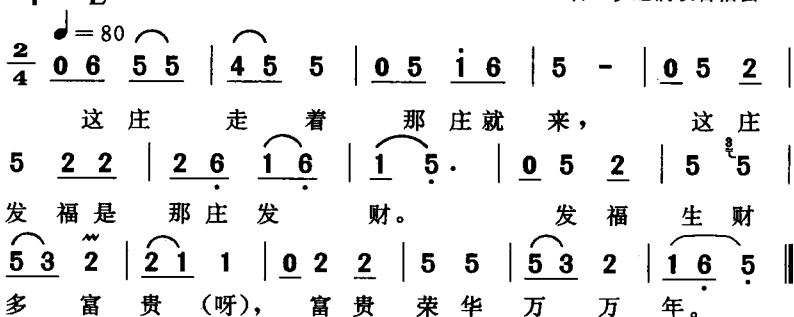 ♩= 80
2/4 0 6 5 5 | 4 5 5 | 0 5 i 6 | 5 - | 0 5 2 |
这 庄 走 着 那 庄 就 来， 这 庄
5 2 2 | 2 6 1 6 | 1 5. | 0 5 2 | 5 3 5 |
发 福 是 那 庄 发 财。 发 福 生 财
5 3 2 | 2 1 1 | 0 2 2 | 5 5 | 5 3 2 | 1 6 5 ‖
多 富 贵 （呀）， 富 贵 荣 华 万 万 年。